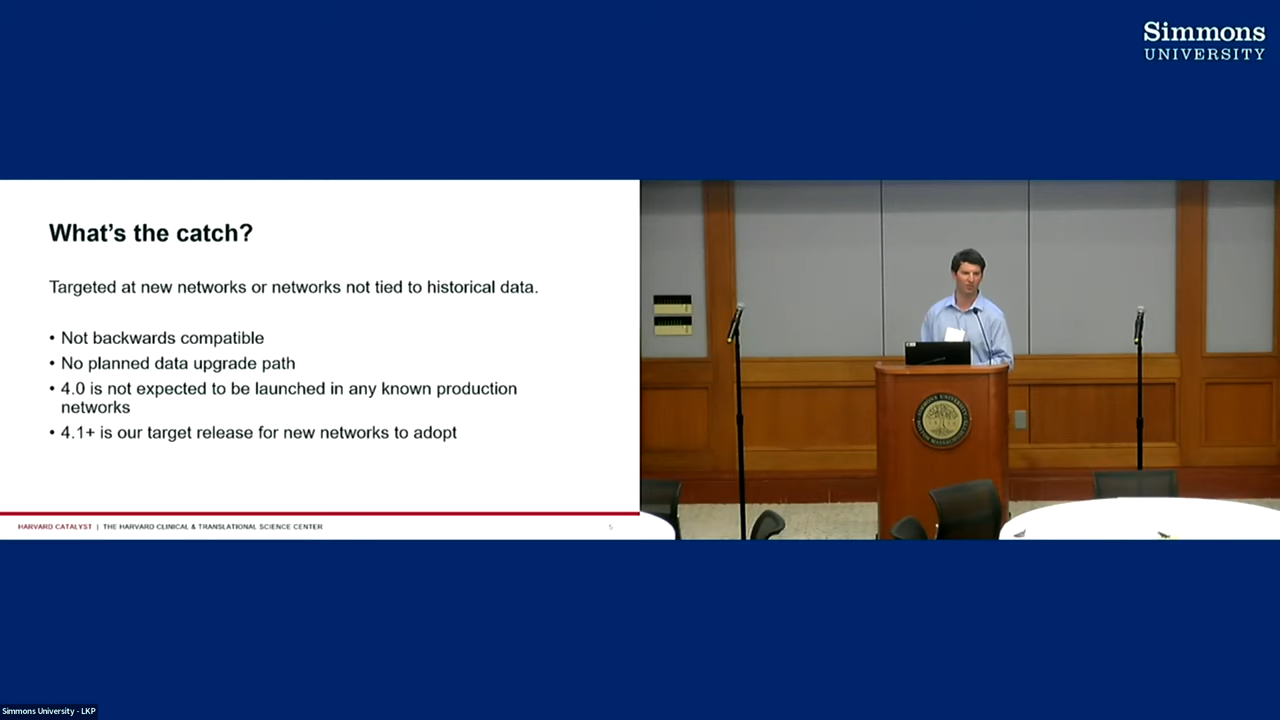 Simmons
UNIVERSITY
What's the catch?
Targeted at new networks or networks not tied to historical data.
• Not backwards compatible
• No planned data upgrade path
• 4.0 is not expected to be launched in any known production
networks
• 4.1+ is our target release for new networks to adopt
HARVARD CATALYST | THE HARVARD CLINICAL & TRANSLATIONAL SCIENCE CENTER
5
Simmons University - LKP